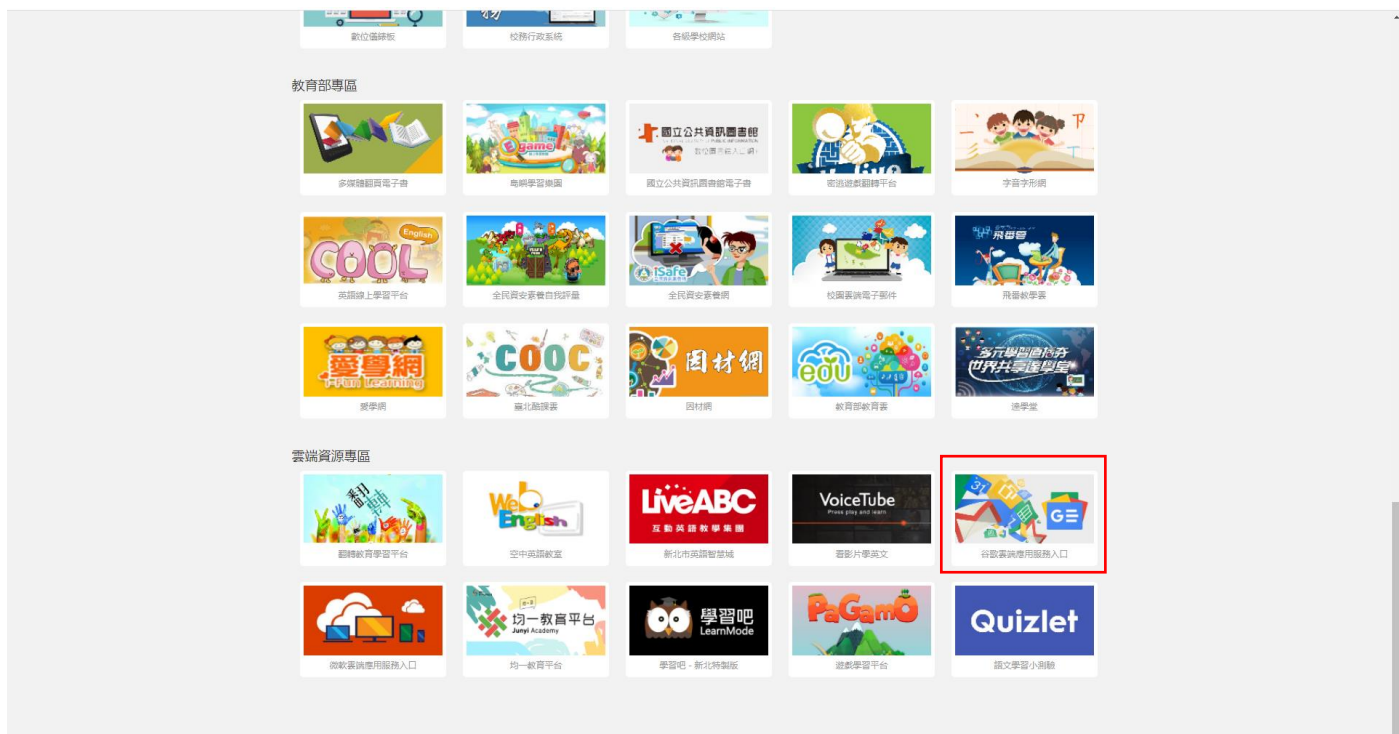 務
數位儀錶板
校務行政系統
各級學校網站
教育部專區
Egame
國立公共資訊圖書館
字
多媒體翻頁電子書
粵嶼學習樂園
國立公共資訊圖書館電子書
密逃遊戲翻轉平台
字音字形網
English
COOL
iSafe
飛番雲
英語線上學習平台
全民資安素養自我評量
全民資安素養網
校園雲端電子郵件
飛番教學雲
愛學網
i-Fun Learning
COOC
因材網
edu
多元學習直播夯
世界共享達學堂
愛學網
臺北酷課雲
因材網
教育部教育雲
達學堂
雲端資源專區
翻轉
Web English
LiveABC
互動英語教學集團
VoiceTube
Press play and learn
31
GE
翻轉教育學習平台
空中英語教室
新北市英語智慧城
看影片學英文
谷歌雲端應用服務入口
均一教育平台
Junyi Academy
學習吧
LearnMode
PaGamO
Quizlet
微軟雲端應用服務入口
均一教育平台
學習吧 - 新北特製版
遊戲學習平台
語文學習小測驗